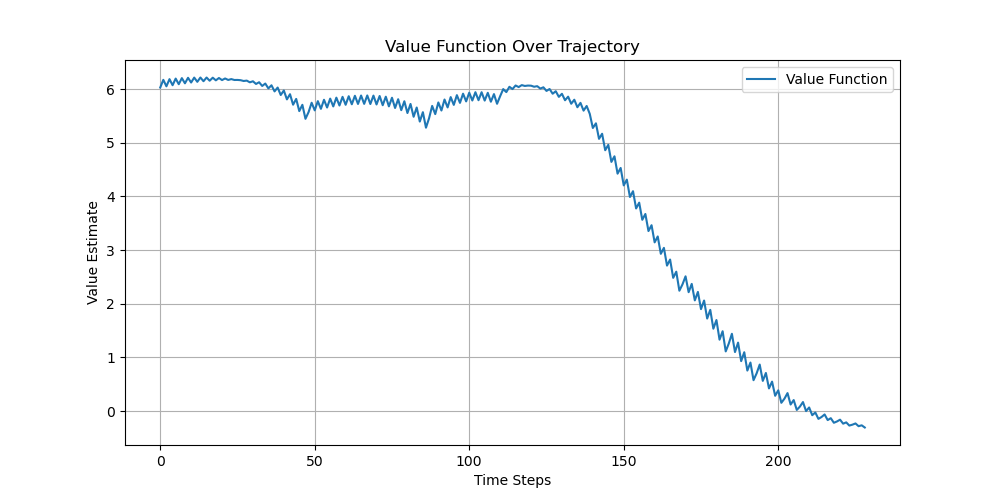 Value Function Over Trajectory
Value Function
6
5
4
3
2
1
0
Value Estimate
0 50 100 150 200
Time Steps